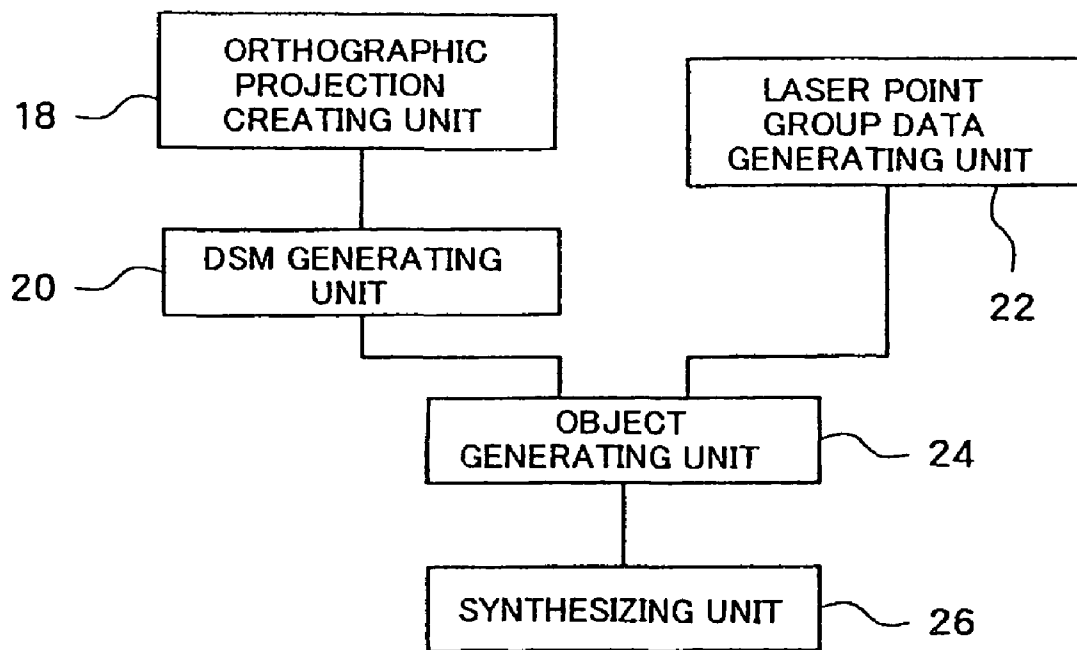 ORTHOGRAPHIC
PROJECTION
CREATING UNIT
18
LASER POINT
GROUP DATA
GENERATING UNIT
22
DSM GENERATING
UNIT
20
OBJECT
GENERATING UNIT
24
SYNTHESIZING UNIT
26